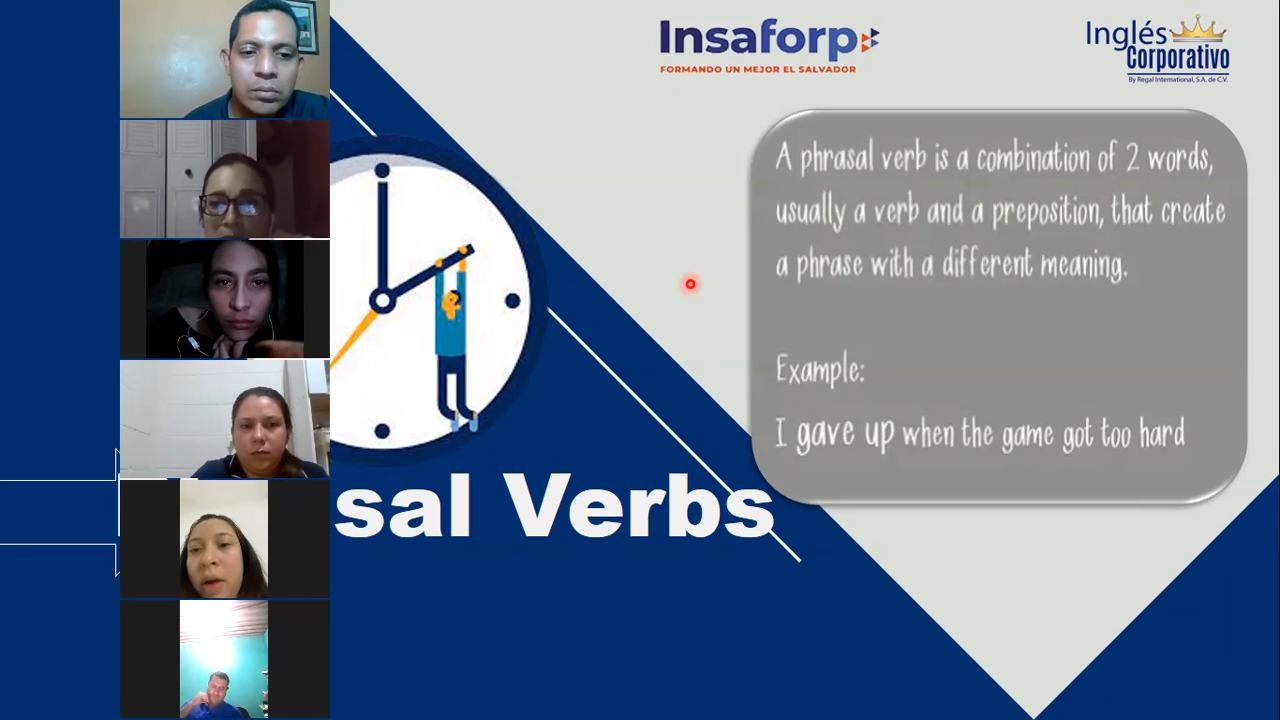 Insaforp
FORMANDO UN MEJOR EL SALVADOR
Inglés
Corporativo
By Regal International, S.A. de C.V.
A phrasal verb is a combination of 2 words,
usually a verb and a preposition, that create
a phrase with a different meaning.
Example:
I gave up when the game got too hard
sal Verbs